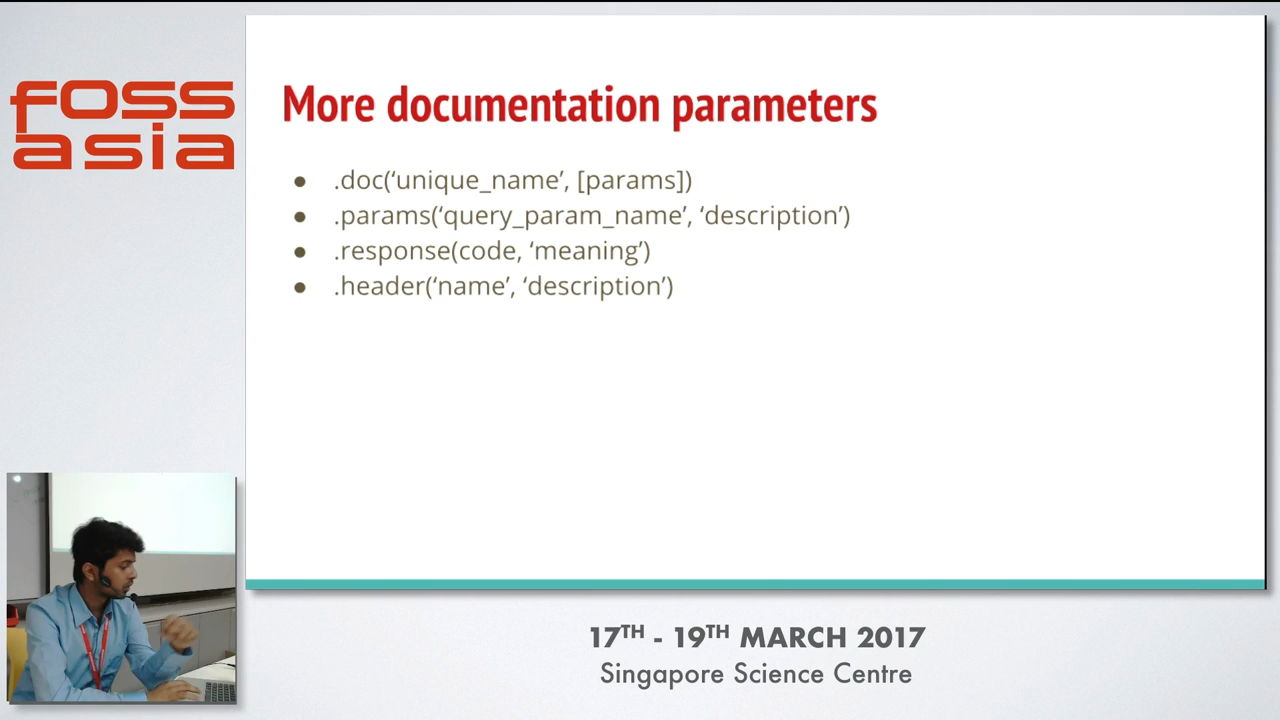 foss
asia
More documentation parameters
● .doc(‘unique_name’, [params])
● .params(‘query_param_name’, ‘description’)
● .response(code, ‘meaning’)
● .header(‘name’, ‘description’)
17TH - 19TH MARCH 2017
Singapore Science Centre